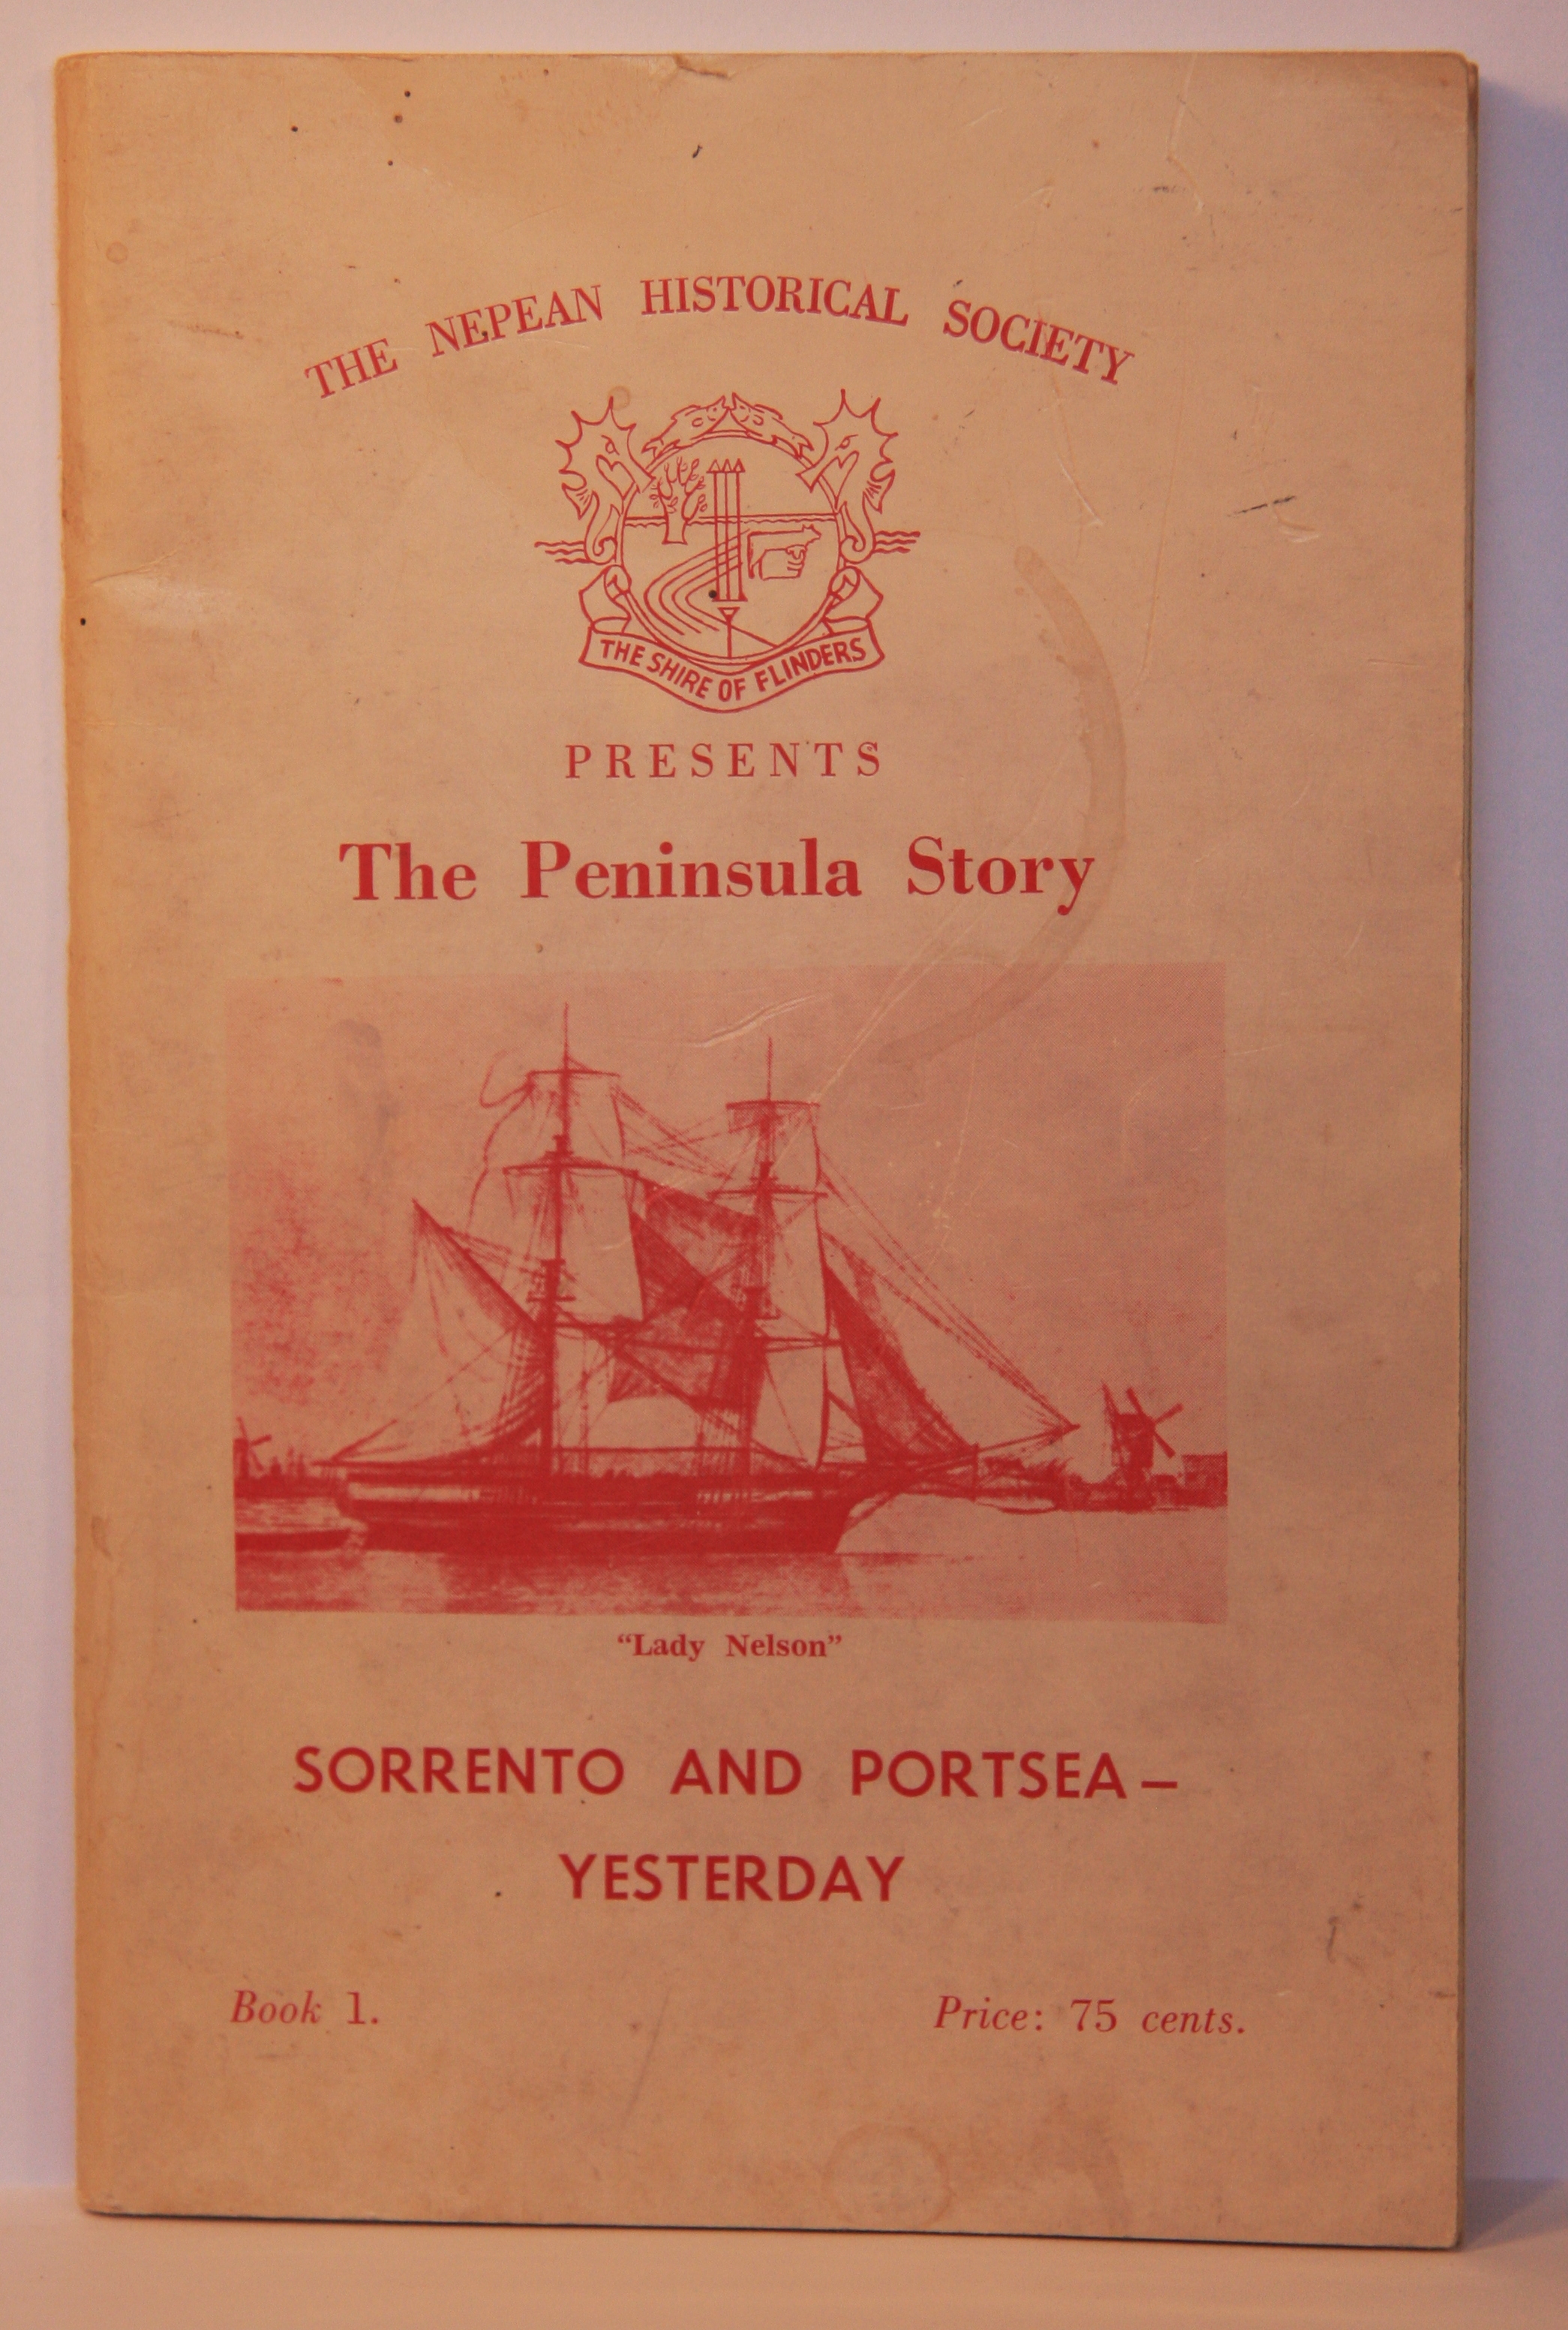 THE NEPEAN HISTORICAL SOCIETY
THE SHIRE OF FLINDERS
PRESENTS
The Peninsula Story
“Lady Nelson”
SORRENTO AND PORTSEA –
YESTERDAY
Book 1.
Price: 75 cents.